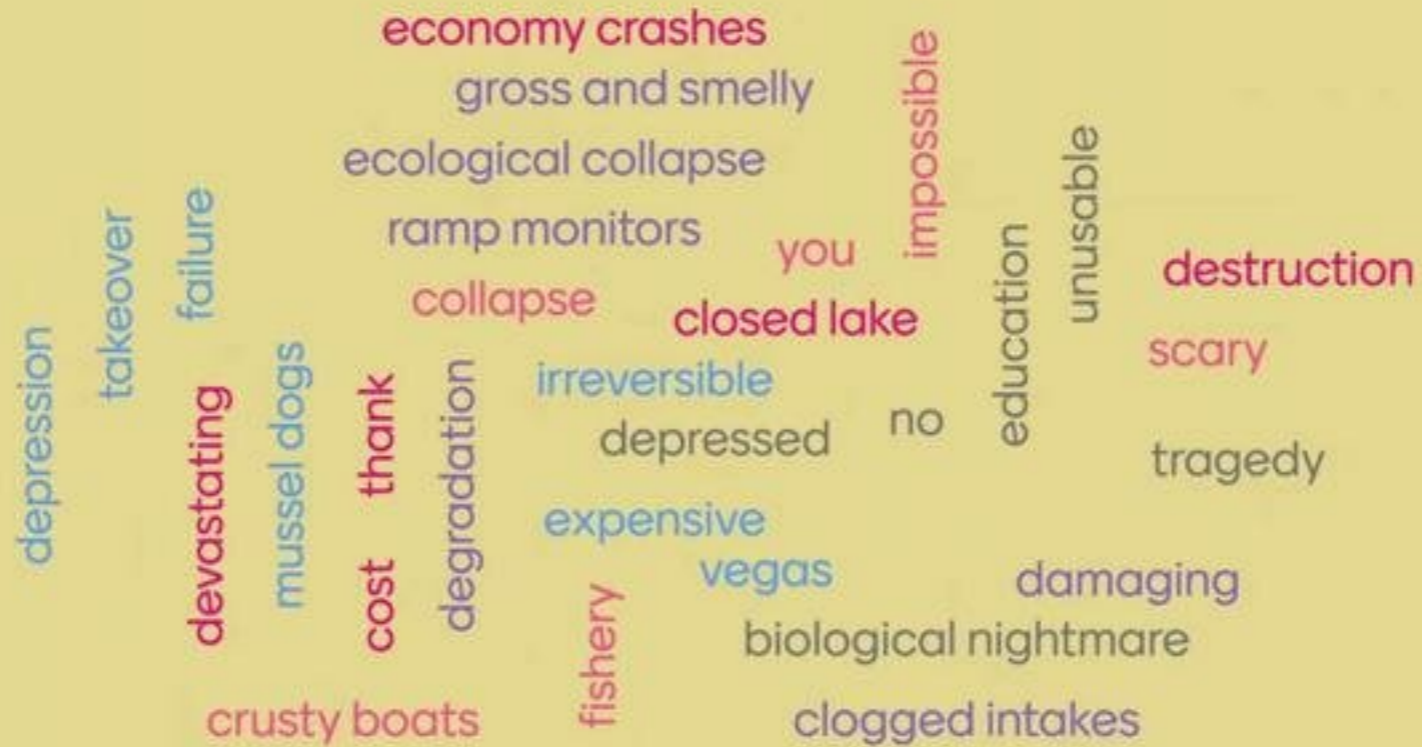 economy crashes
gross and smelly
impossible
ecological collapse
unusable
failure
takeover
ramp monitors
you
education
destruction
collapse
closed lake
depression
scary
mussel dogs
degradation
irreversible
thank
devastating
no
depressed
tragedy
expensive
cost
vegas
damaging
fishery
biological nightmare
crusty boats
clogged intakes